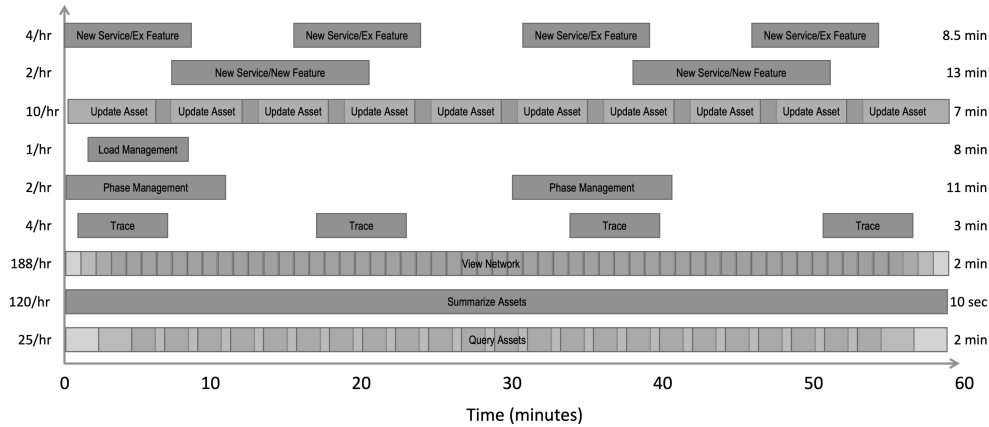 4/hr New Service/Ex Feature New Service/Ex Feature New Service/Ex Feature New Service/Ex Feature 8.5 min
2/hr New Service/New Feature New Service/New Feature 13 min
10/hr Update Asset Update Asset Update Asset Update Asset Update Asset Update Asset Update Asset Update Asset Update Asset Update Asset 7 min
1/hr Load Management 8 min
2/hr Phase Management Phase Management 11 min
4/hr Trace Trace Trace Trace 3 min
188/hr View Network 2 min
120/hr Summarize Assets 10 sec
25/hr Query Assets 2 min
0 10 20 30 40 50 60
Time (minutes)